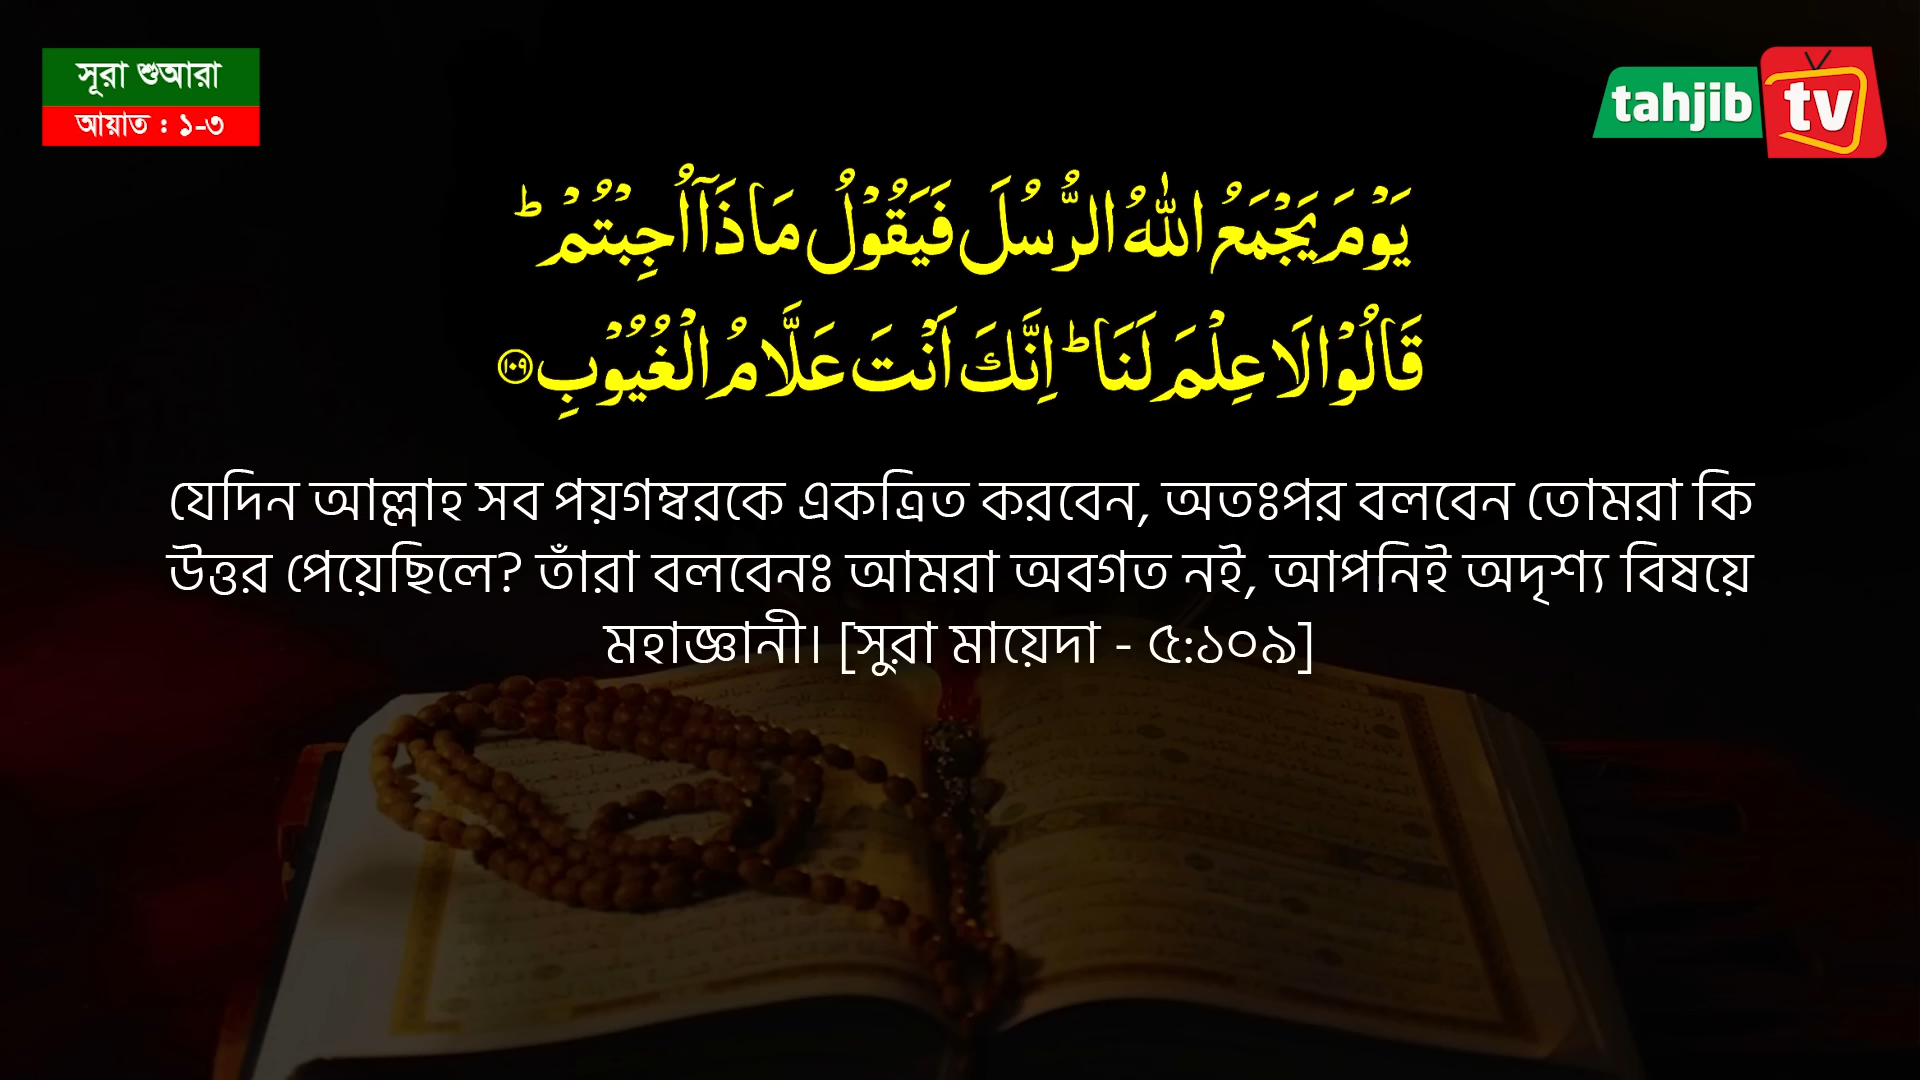 সূরা শুআরা
আয়াত : ১-৩
tahjib tv
يَوْمَ يَجْمَعُ اللّٰهُ الرُّسُلَ فَيَقُوْلُ مَاذَاۤ اُجِبْتُمْ ؕ
قَالُوْا لَا عِلْمَ لَنَا ؕ اِنَّكَ اَنْتَ عَلَّامُ الْغُيُوْبِ ۱۰۹
যেদিন আল্লাহ সব পয়গম্বরকে একত্রিত করবেন, অতঃপর বলবেন তোমরা কি
উত্তর পেয়েছিলে? তাঁরা বলবেনঃ আমরা অবগত নই, আপনিই অদৃশ্য বিষয়ে
মহাজ্ঞানী। [সুরা মায়েদা - ৫:১০৯]